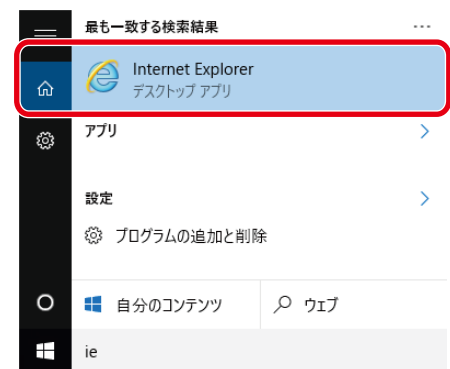 最も一致する検索結果
Internet Explorer
デスクトップ アプリ
アプリ
設定
プログラムの追加と削除
自分のコンテンツ ウェブ
ie